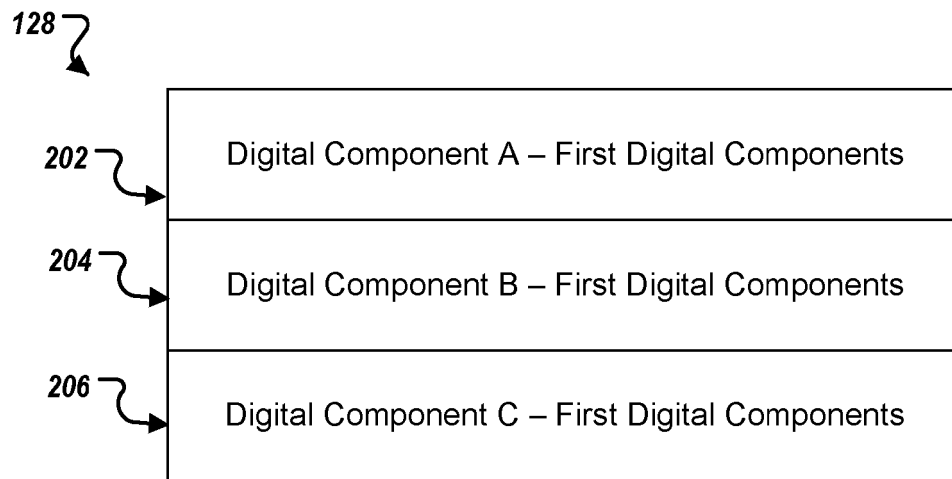 128
202
Digital Component A – First Digital Components
204
Digital Component B – First Digital Components
206
Digital Component C – First Digital Components